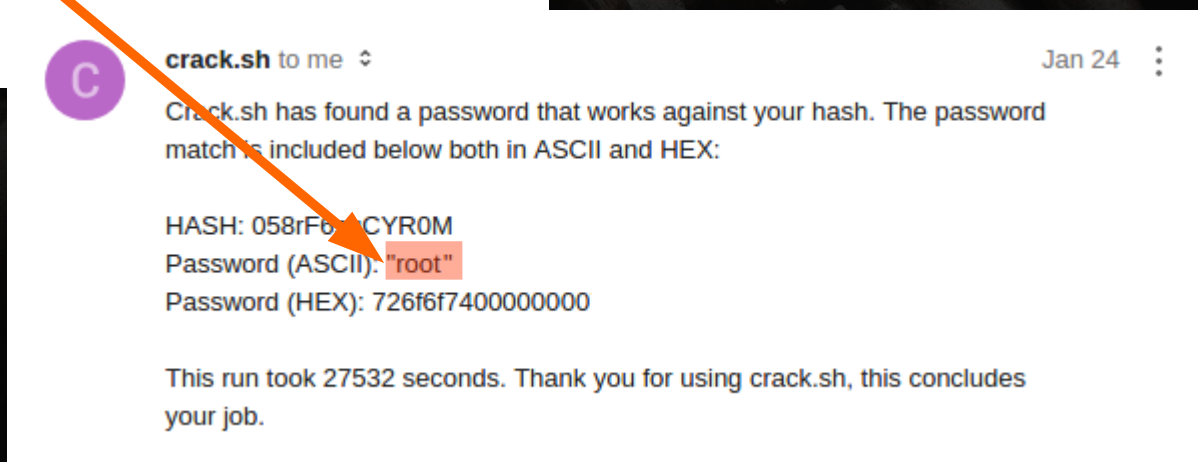 C
crack.sh to me
Jan 24
Crack.sh has found a password that works against your hash. The password
match is included below both in ASCII and HEX:
HASH:
Password (ASCII): "root"
Password (HEX): 726f6f7400000000
This run took 27532 seconds. Thank you for using crack.sh, this concludes
your job.